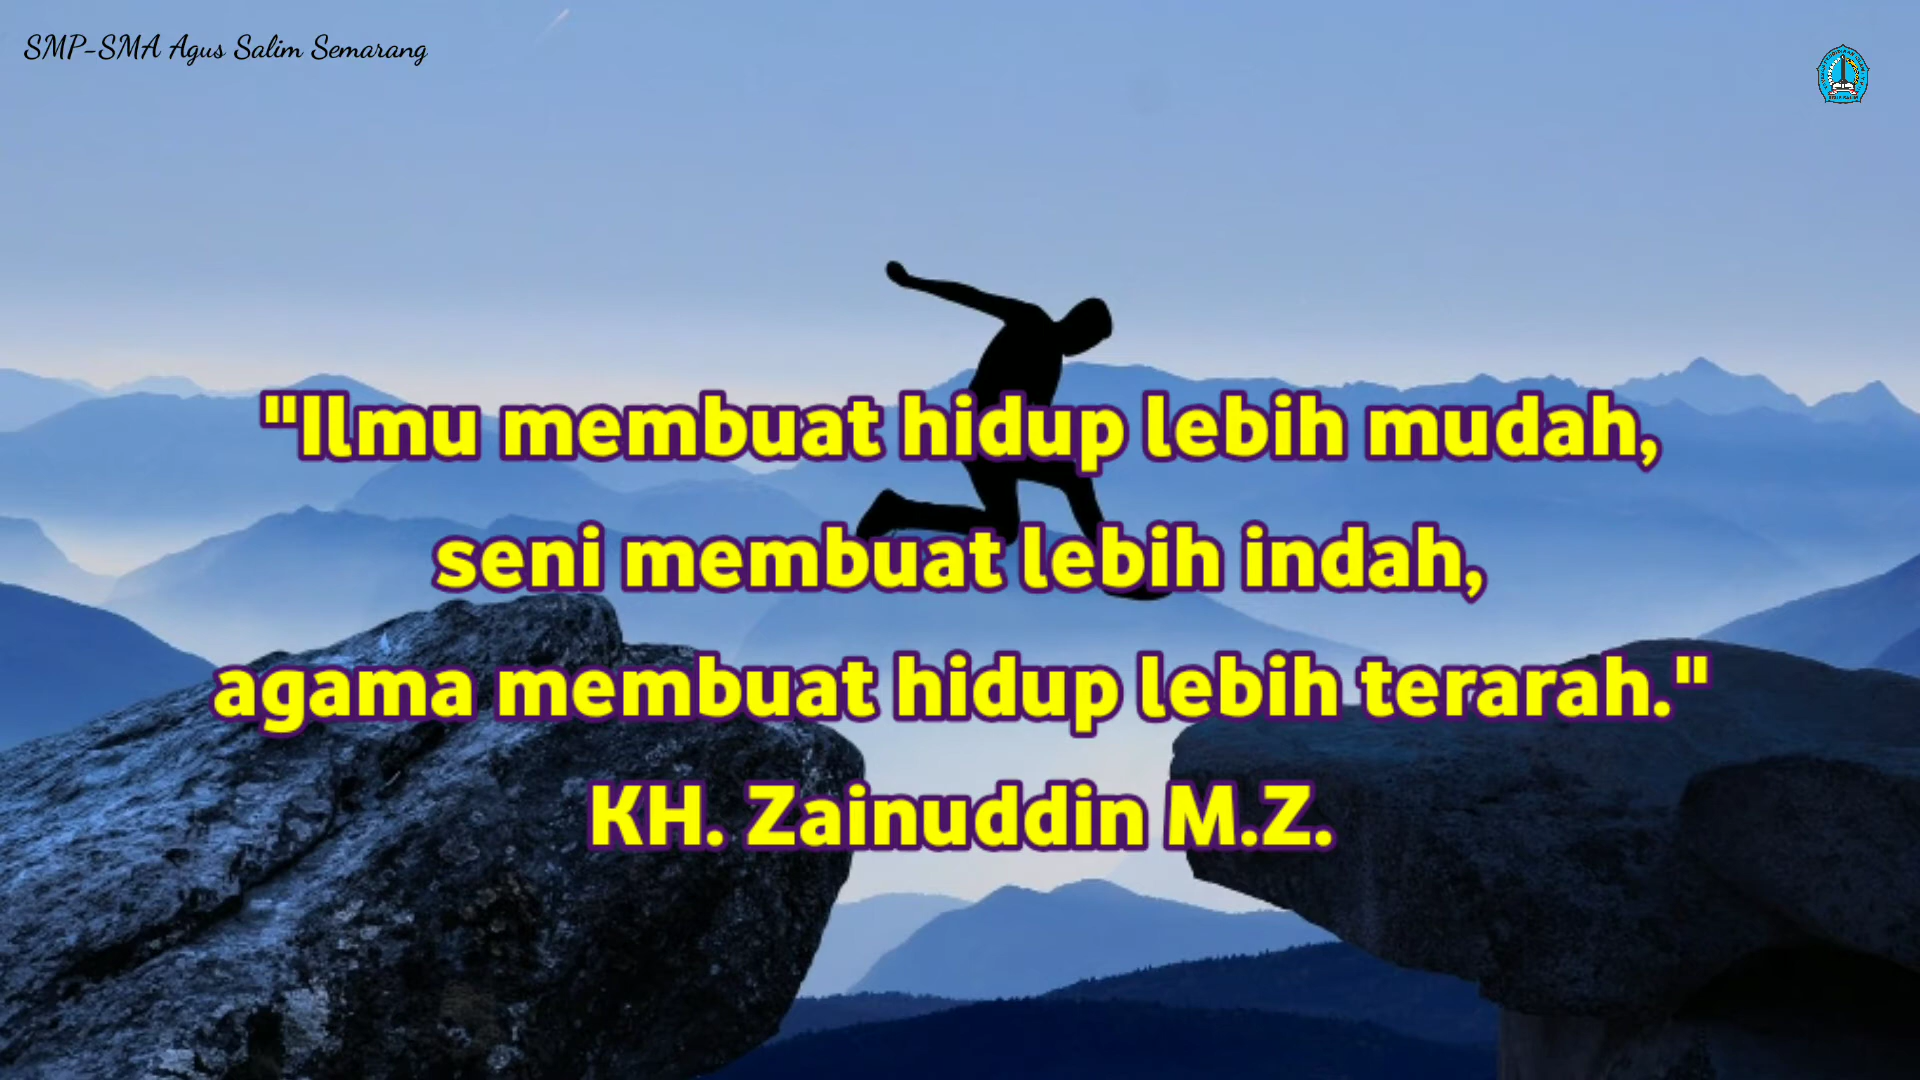 SMP-SMA Agus Salim Semarang
"Ilmu membuat hidup lebih mudah,
seni membuat lebih indah,
agama membuat hidup lebih terarah."
KH. Zainuddin M.Z.